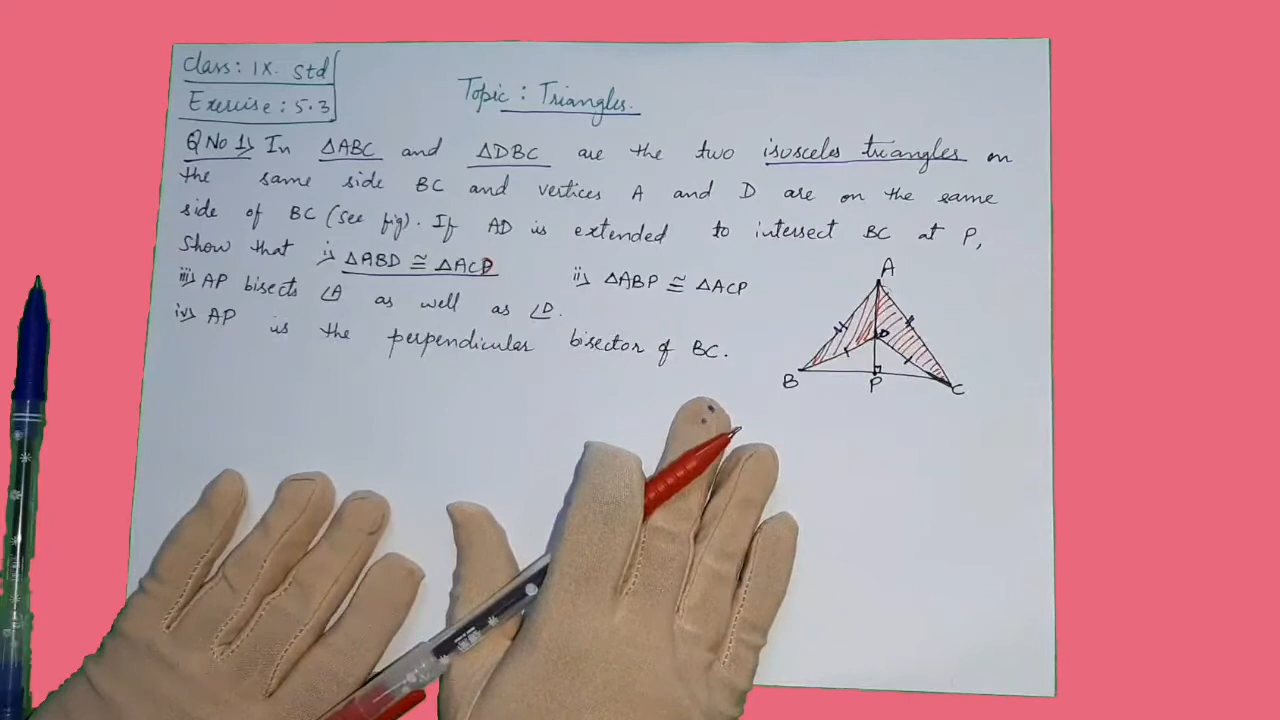 Class: IX. Std
Exercise: 5.3
Topic: Triangles.
Q No 1) In ΔABC and ΔDBC are the two isosceles triangles on
the same side BC and vertices A and D are on the same
side of BC (see fig). If AD is extended to intersect BC at P,
Show that i) ΔABD ≅ ΔACD ii) ΔABP ≅ ΔACP
iii) AP bisects ∠A as well as ∠D.
iv) AP is the perpendicular bisector of BC.
A
D
B P C